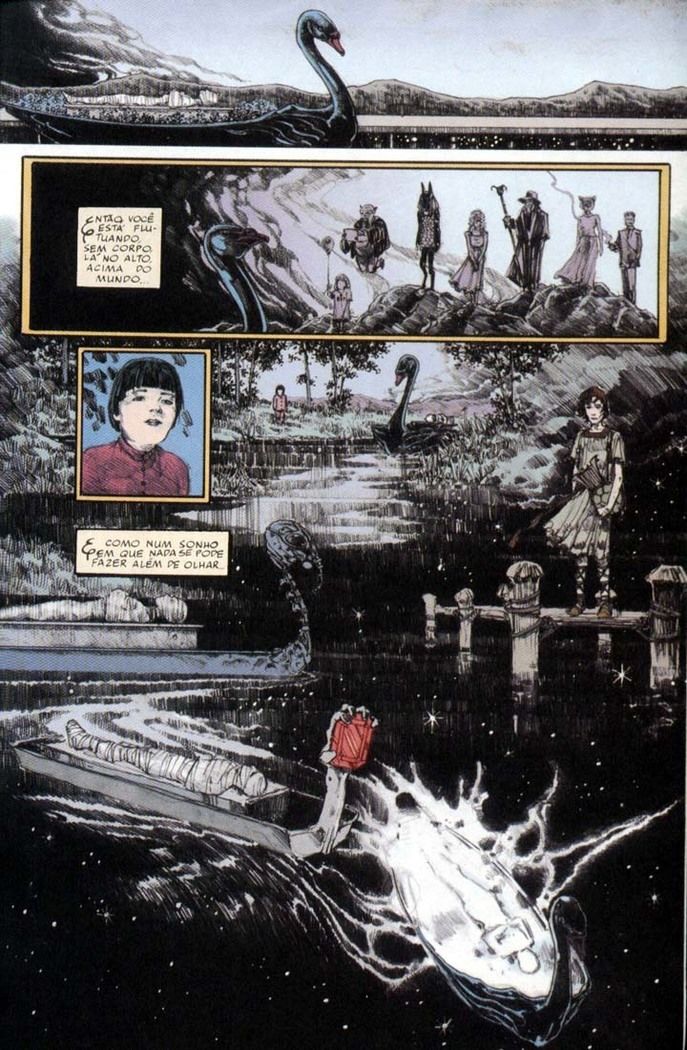 ENTÃO VOCÊ
ESTÁ FLU-
TUANDO,
SEM CORPO,
LÁ NO ALTO,
ACIMA DO
MUNDO...
E COMO NUM SONHO
EM QUE NADA SE PODE
FAZER ALÉM DE OLHAR...